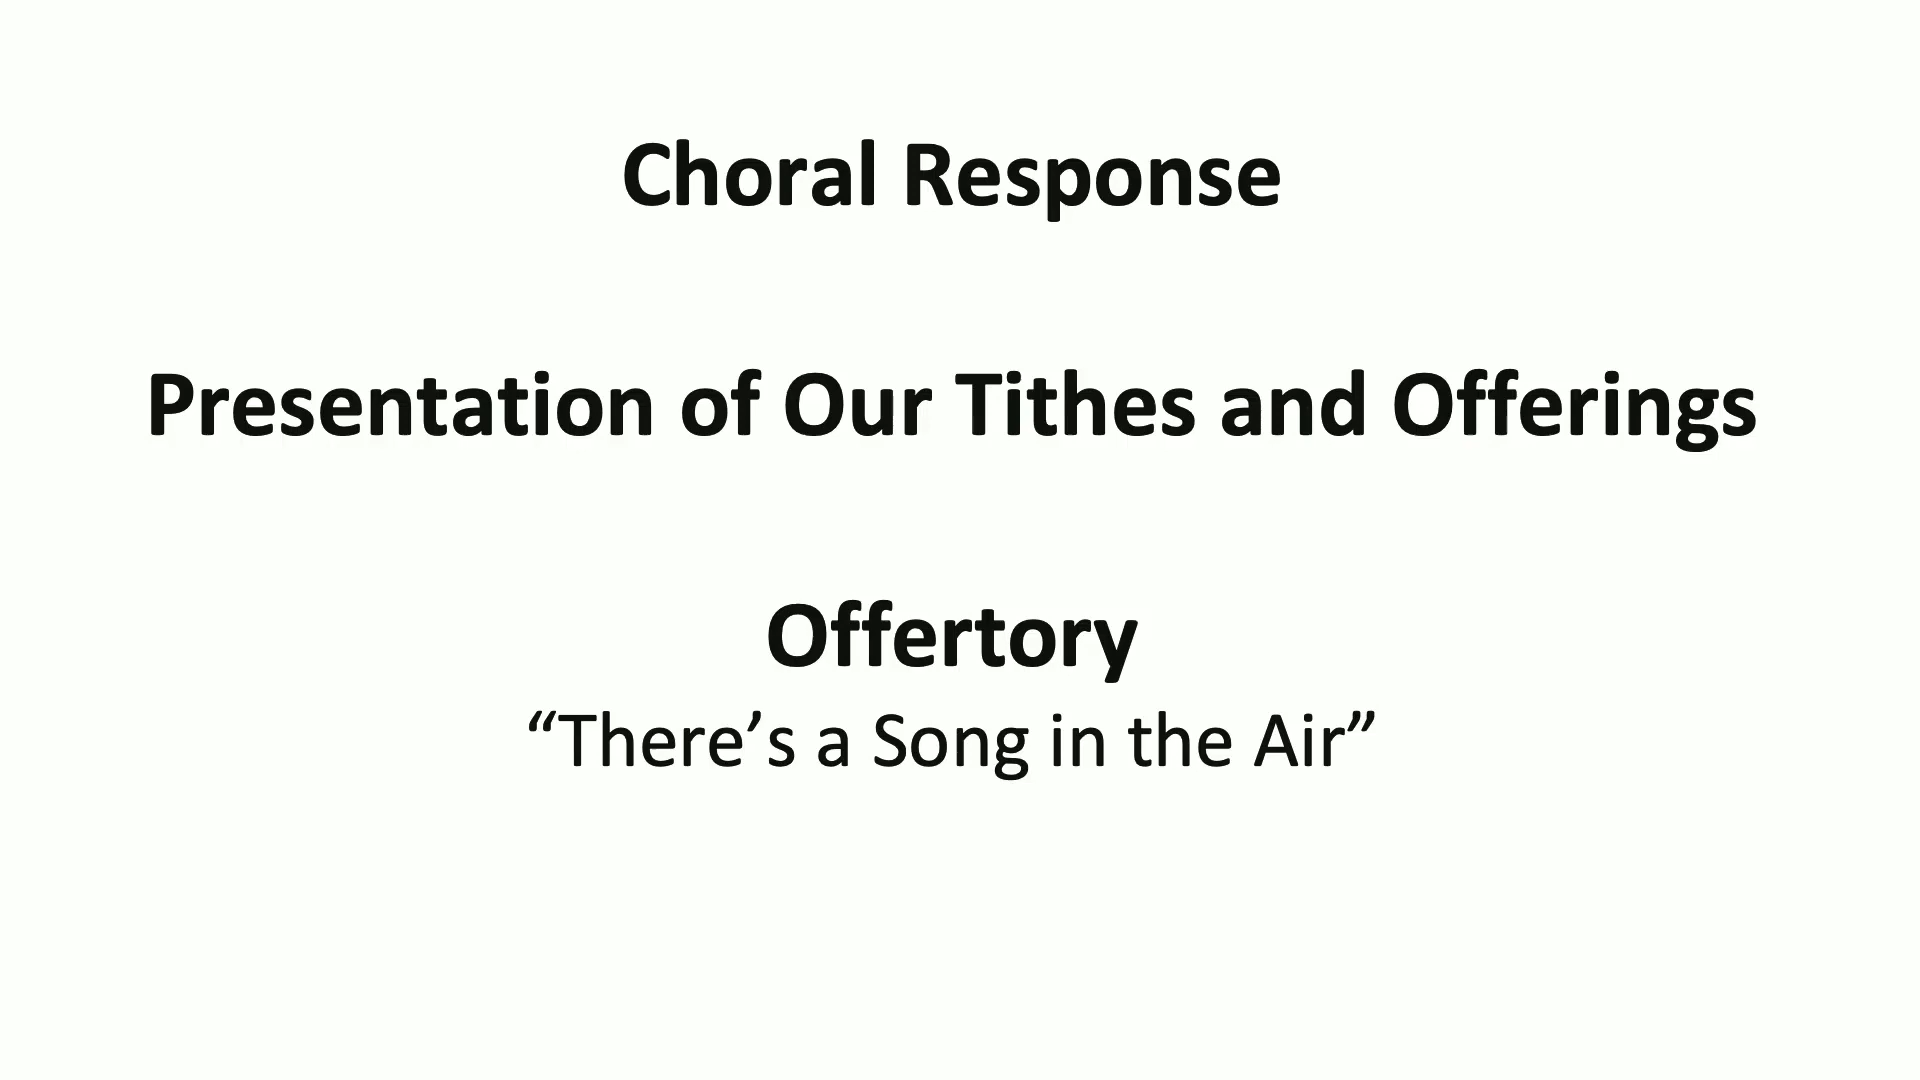 Choral Response
Presentation of Our Tithes and Offerings
Offertory
“There’s a Song in the Air”